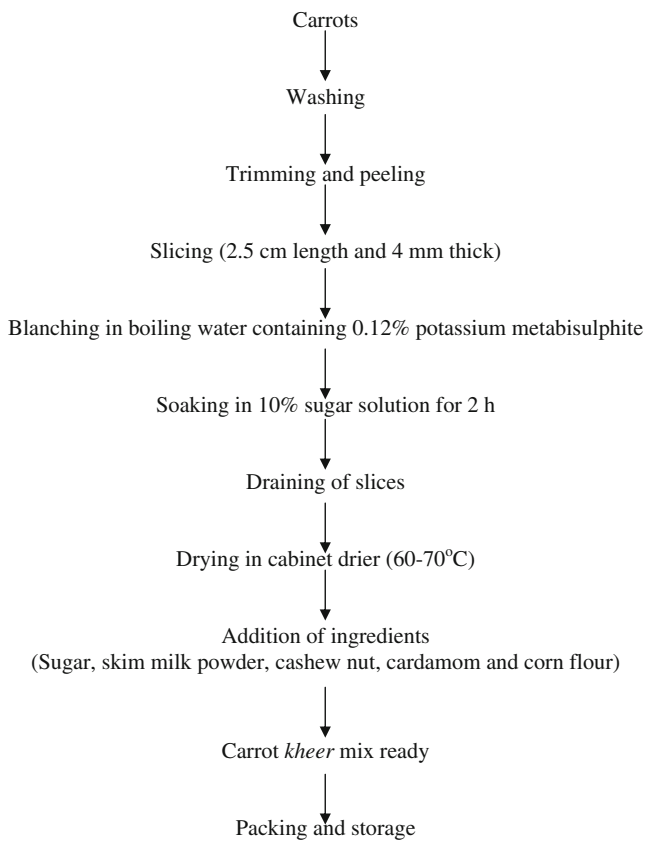 Carrots
Washing
Trimming and peeling
Slicing (2.5 cm length and 4 mm thick)
Blanching in boiling water containing 0.12% potassium metabisulphite
Soaking in 10% sugar solution for 2 h
Draining of slices
Drying in cabinet drier (60-70°C)
Addition of ingredients
(Sugar, skim milk powder, cashew nut, cardamom and corn flour)
Carrot kheer mix ready
Packing and storage